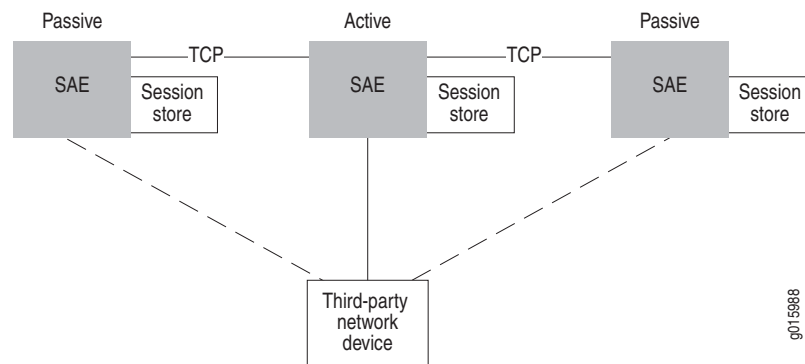 Passive
Active
Passive
TCP
TCP
SAE
SAE
SAE
Session
store
Session
store
Session
store
Third-party
network
device
g015988